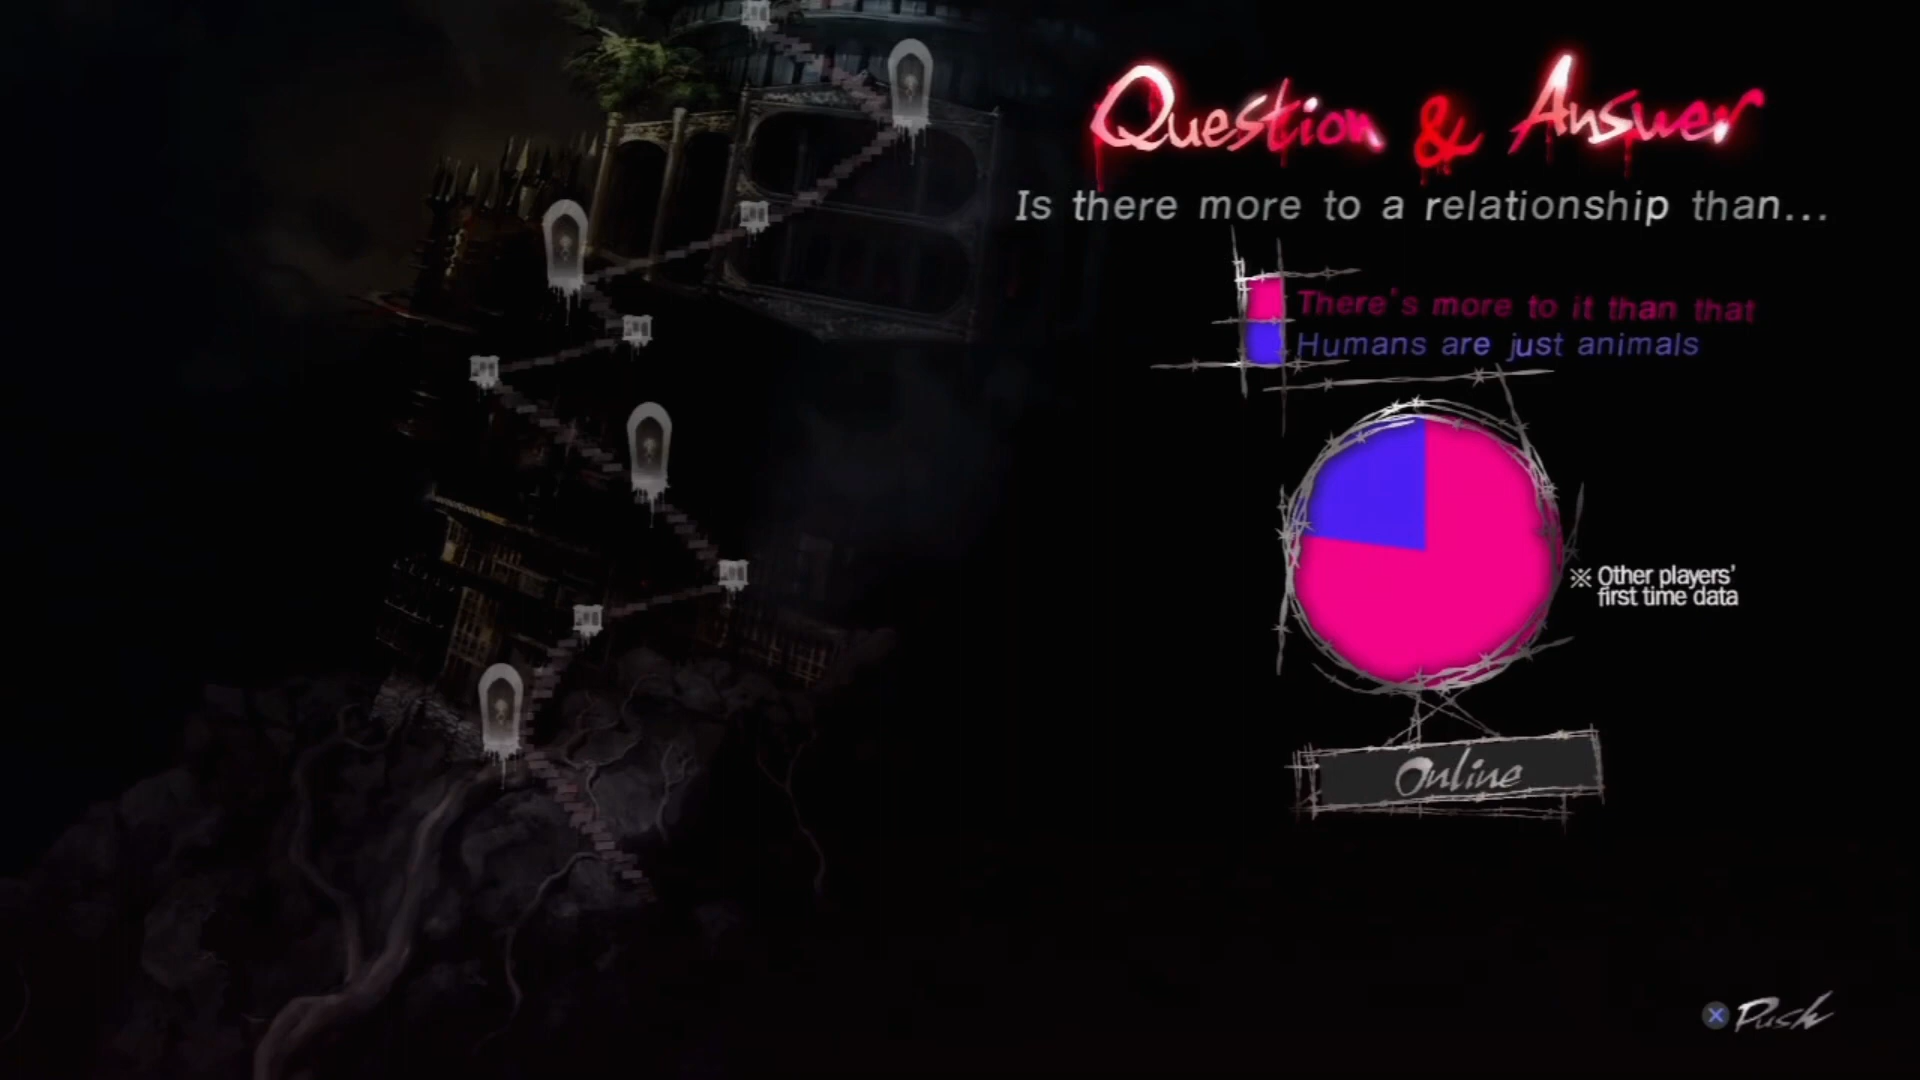 Question & Answer
Is there more to a relationship than...
There's more to it than that
Humans are just animals
※ Other players'
first time data
Online
Push